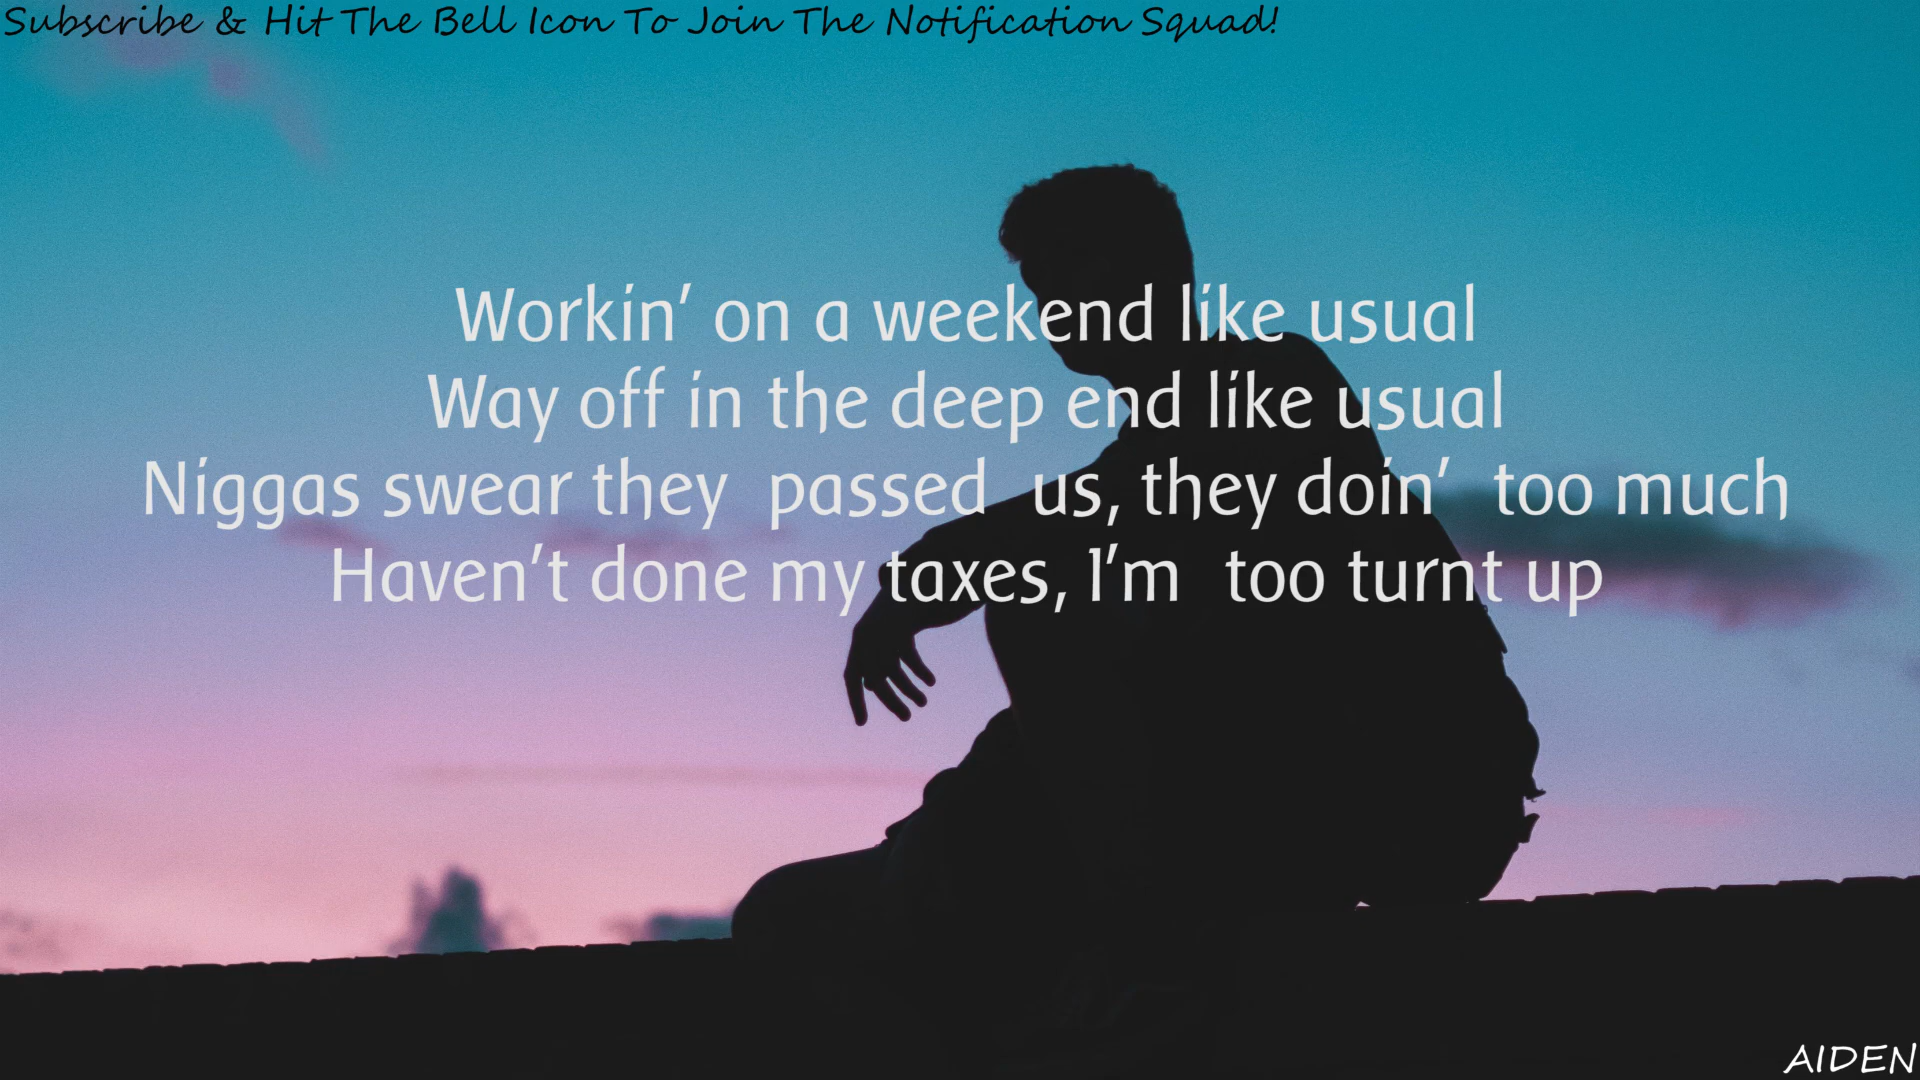 Subscribe & Hit The Bell Icon To Join The Notification Squad!
Workin' on a weekend like usual
Way off in the deep end like usual
Niggas swear they passed us, they doin' too much
Haven't done my taxes, I'm too turnt up
AIDEN